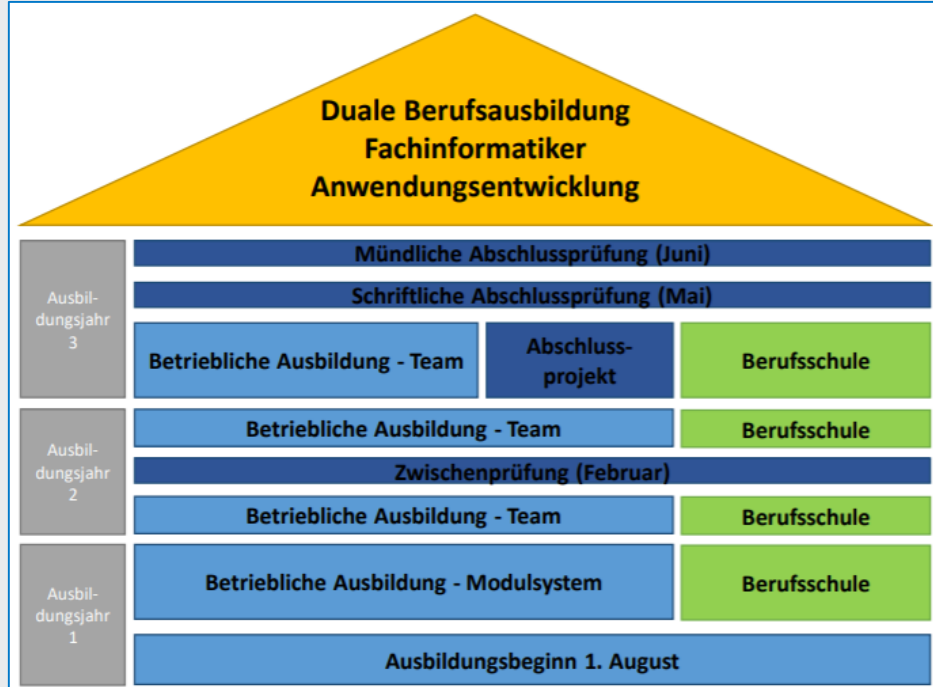 Duale Berufsausbildung
Fachinformatiker
Anwendungsentwicklung
Ausbil-
dungsjahr
3
Mündliche Abschlussprüfung (Juni)
Schriftliche Abschlussprüfung (Mai)
Betriebliche Ausbildung - Team
Abschluss-
projekt
Berufsschule
Ausbil-
dungsjahr
2
Betriebliche Ausbildung - Team
Berufsschule
Zwischenprüfung (Februar)
Betriebliche Ausbildung - Team
Berufsschule
Ausbil-
dungsjahr
1
Betriebliche Ausbildung - Modulsystem
Berufsschule
Ausbildungsbeginn 1. August